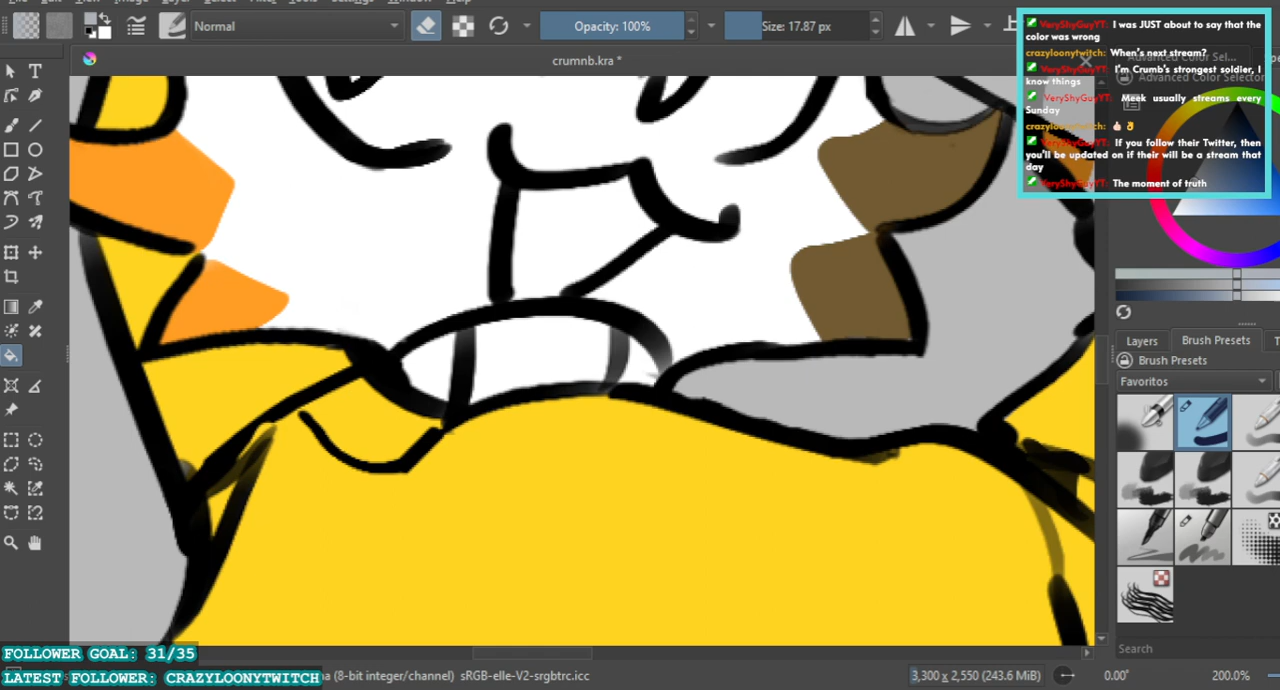 Normal
Opacity: 100%
Size: 17.87 px
crumnb.kra *
VeryShyGuyYT: I was JUST about to say that the
color was wrong
crazyloonytwitch: When's next stream?
VeryShyGuyYT: I'm Crumb's strongest soldier, I
know things
VeryShyGuyYT: Meek usually streams every
Sunday
crazyloonytwitch: 👍🏻 👌
VeryShyGuyYT: If you follow their Twitter, then
you'll be updated on if their will be a stream that
day
VeryShyGuyYT: The moment of truth
Advanced Color Sel...
Advanced Color Selector
Layers
Brush Presets
Brush Presets
Favoritos
Search
FOLLOWER GOAL: 31/35
LATEST FOLLOWER: CRAZYLOONYTWITCH
(8-bit integer/channel) sRGB-elle-V2-srgbtrc.icc
3,300 x 2,550 (243.6 MiB)
0.00°
200.0%